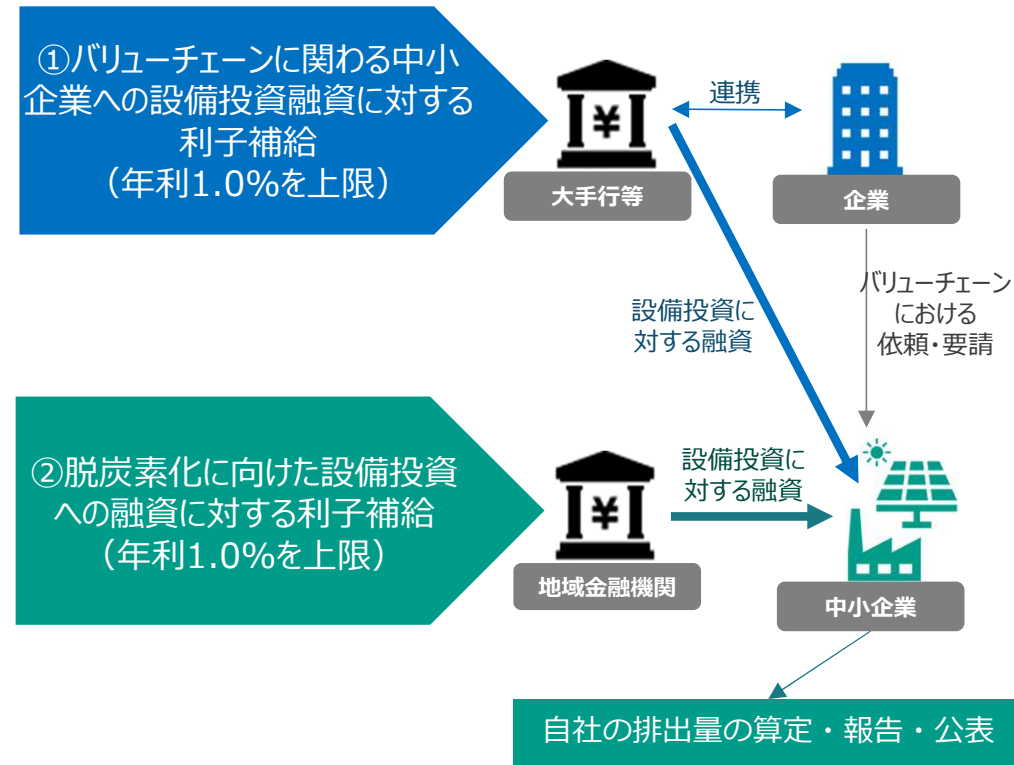 ①バリューチェーンに関わる中小
企業への設備投資融資に対する
利子補給
（年利1.0%を上限）
¥
連携
大手行等
企業
設備投資に
対する融資
バリューチェーン
における
依頼・要請
②脱炭素化に向けた設備投資
への融資に対する利子補給
（年利1.0%を上限）
¥
設備投資に
対する融資
地域金融機関
中小企業
自社の排出量の算定・報告・公表